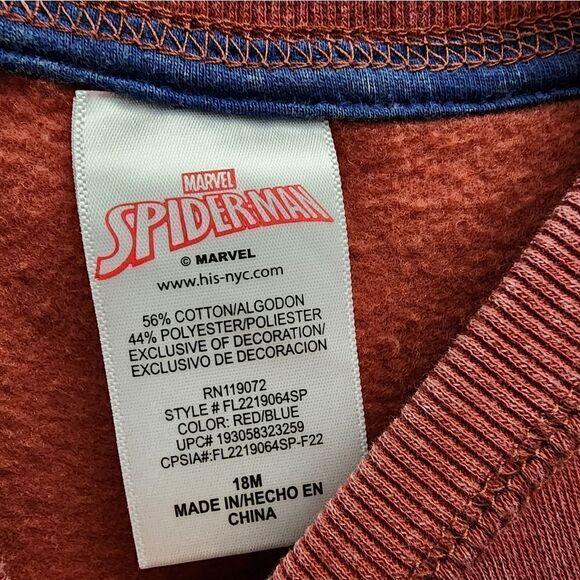 MARVEL
SPIDER-MAN
© MARVEL
www.his-nyc.com
56% COTTON/ALGODON
44% POLYESTER/POLIESTER
EXCLUSIVE OF DECORATION/
EXCLUSIVO DE DECORACION
RN119072
STYLE # FL2219064SP
COLOR: RED/BLUE
UPC# 193058323259
CPSIA#:FL2219064SP-F22
18M
MADE IN/HECHO EN
CHINA